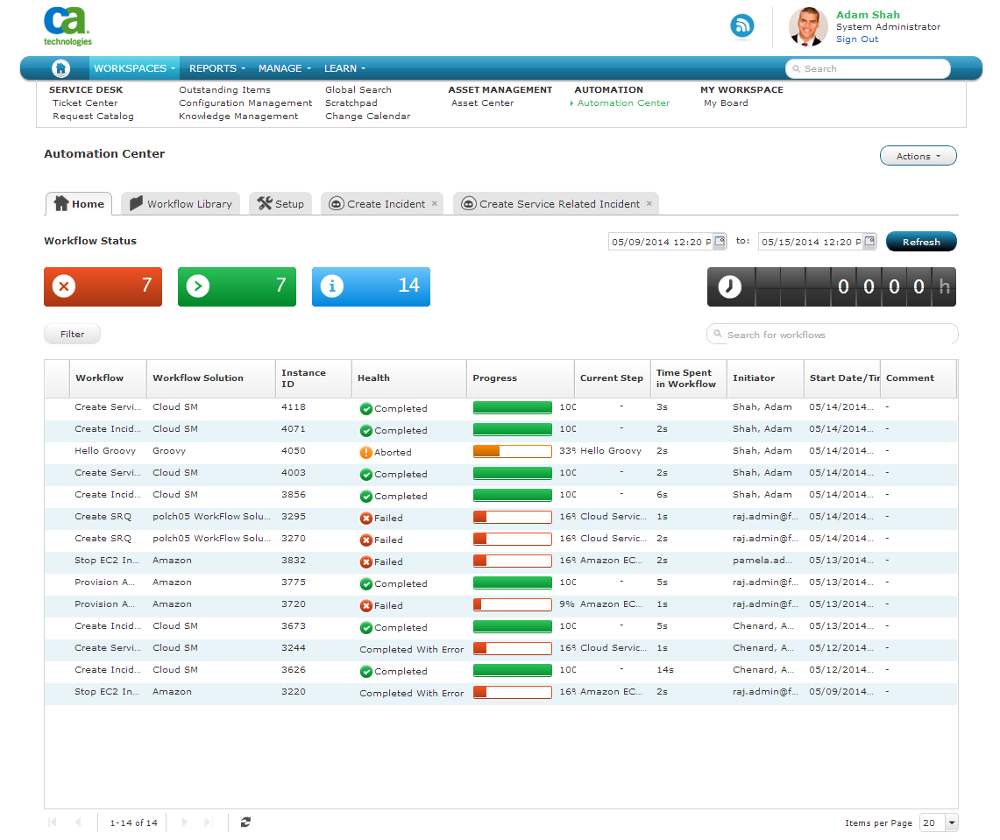 ca
technologies
Adam Shah
System Administrator
Sign Out
WORKSPACES REPORTS MANAGE LEARN Search
SERVICE DESK Outstanding Items Global Search ASSET MANAGEMENT AUTOMATION MY WORKSPACE
Ticket Center Configuration Management Scratchpad Asset Center Automation Center My Board
Request Catalog Knowledge Management Change Calendar
Automation Center Actions
Home Workflow Library Setup Create Incident × Create Service Related Incident ×
Workflow Status 05/09/2014 12:20 P to: 05/15/2014 12:20 P Refresh
7 7 14 0 0 0 0 h
Filter Search for workflows
Workflow Workflow Solution Instance ID Health Progress Current Step Time Spent in Workflow Initiator Start Date/Tir Comment
Create Servi... Cloud SM 4118 Completed 100 - 3s Shah, Adam 05/14/2014... -
Create Incid... Cloud SM 4071 Completed 100 - 2s Shah, Adam 05/14/2014... -
Hello Groovy Groovy 4050 Aborted 33% Hello Groovy 2s Shah, Adam 05/14/2014... -
Create Servi... Cloud SM 4003 Completed 100 - 2s Shah, Adam 05/14/2014... -
Create Incid... Cloud SM 3856 Completed 100 - 6s Shah, Adam 05/14/2014... -
Create SRQ polch05 WorkFlow Solu... 3295 Failed 16% Cloud Servic... 1s raj.admin@f... 05/14/2014... -
Create SRQ polch05 WorkFlow Solu... 3270 Failed 16% Cloud Servic... 2s raj.admin@f... 05/14/2014... -
Stop EC2 In... Amazon 3832 Failed 16% Amazon EC... 2s pamela.ad... 05/13/2014... -
Provision A... Amazon 3775 Completed 100 - 5s raj.admin@f... 05/13/2014... -
Provision A... Amazon 3720 Failed 9% Amazon EC... 1s raj.admin@f... 05/13/2014... -
Create Incid... Cloud SM 3673 Completed 100 - 5s Chenard, A... 05/13/2014... -
Create Servi... Cloud SM 3244 Completed With Error 16% Cloud Servic... 1s Chenard, A... 05/12/2014... -
Create Incid... Cloud SM 3626 Completed 100 - 14s Chenard, A... 05/12/2014... -
Stop EC2 In... Amazon 3220 Completed With Error 16% Amazon EC... 2s raj.admin@f... 05/09/2014... -
1-14 of 14 Items per Page 20